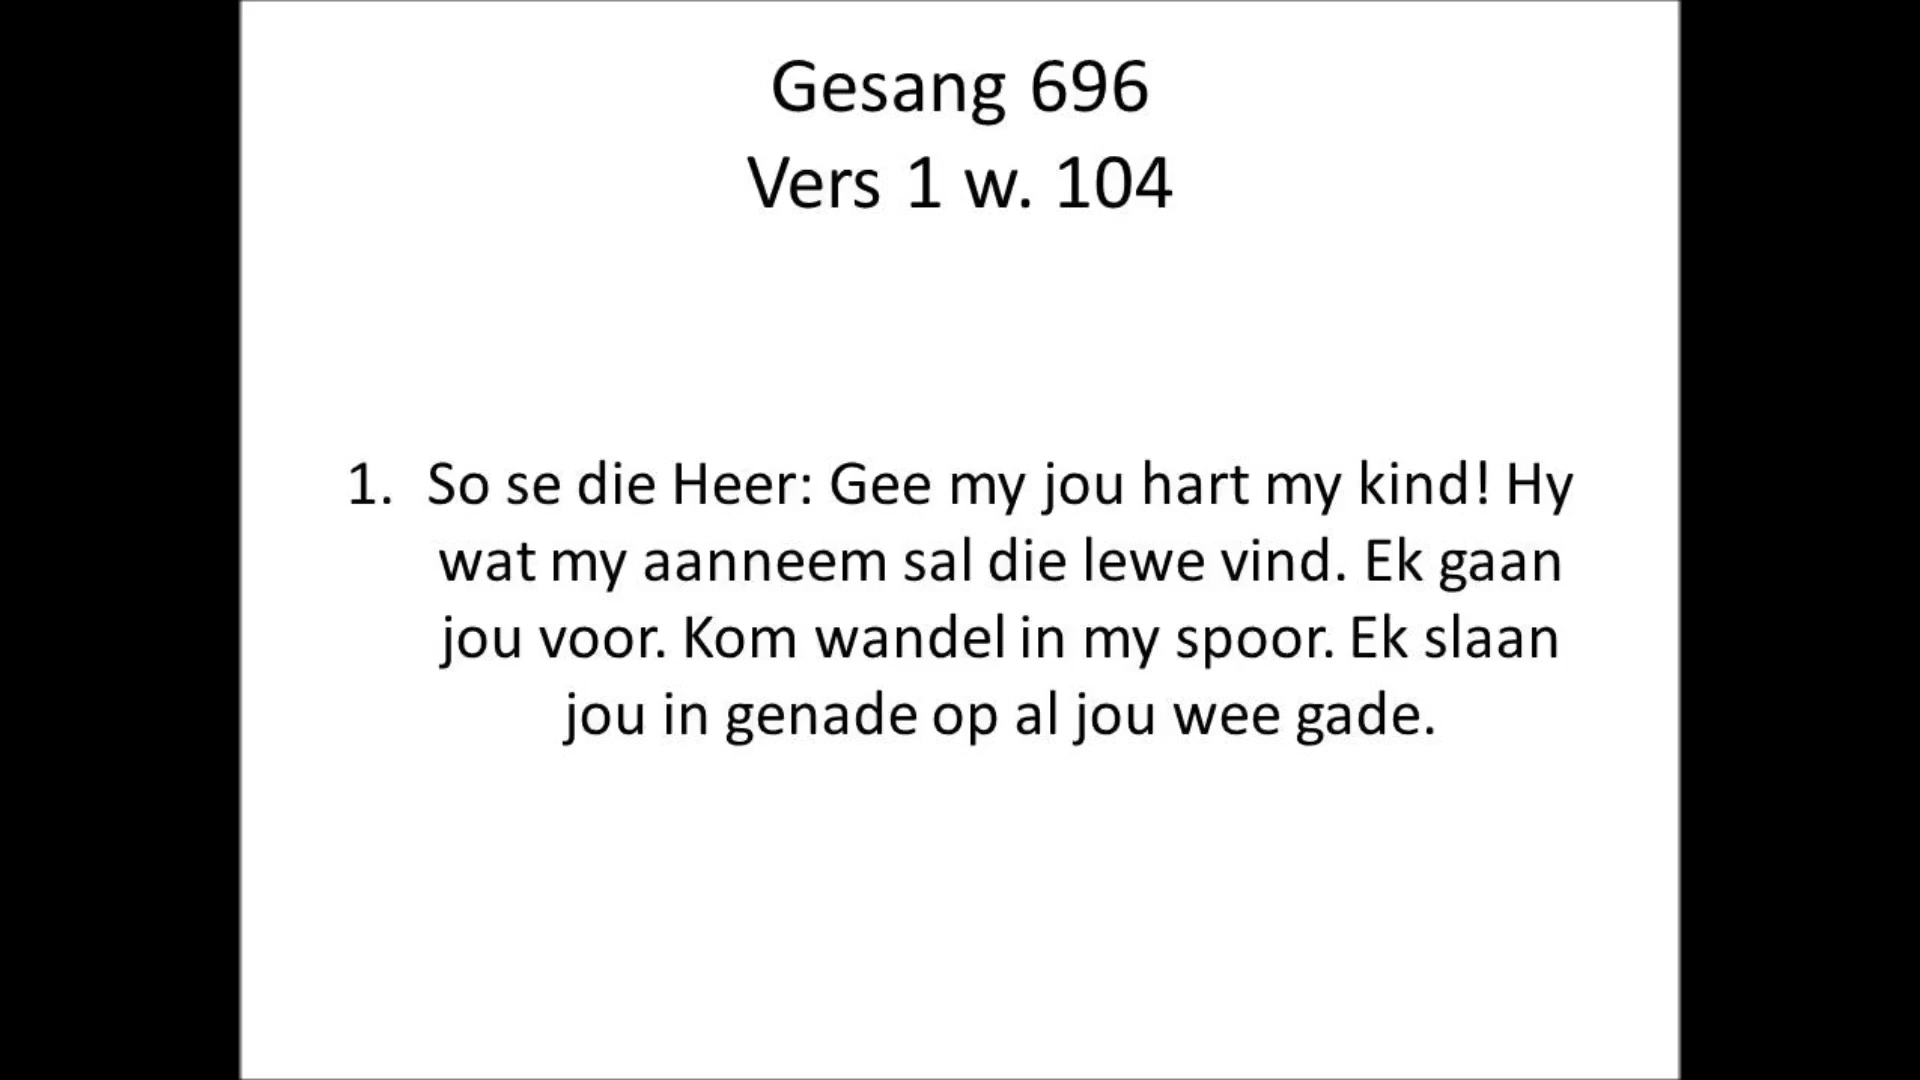 Gesang 696
Vers 1 w. 104
1. So se die Heer: Gee my jou hart my kind! Hy
wat my aanneem sal die lewe vind. Ek gaan
jou voor. Kom wandel in my spoor. Ek slaan
jou in genade op al jou wee gade.